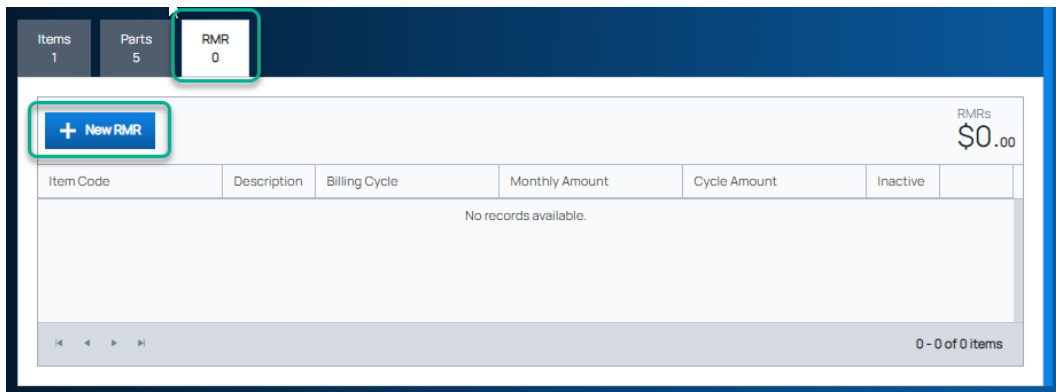 Items Parts RMR
1 5 0
+ New RMR
RMRs
$0.00
Item Code Description Billing Cycle Monthly Amount Cycle Amount Inactive
No records available.
0 - 0 of 0 items